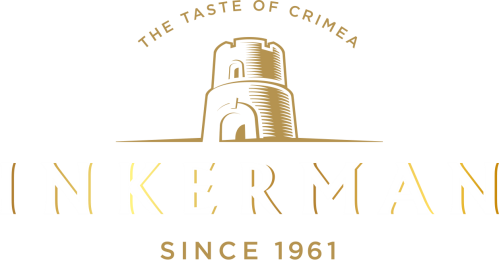 THE TASTE OF CRIMEA
INKERMAN
SINCE 1961